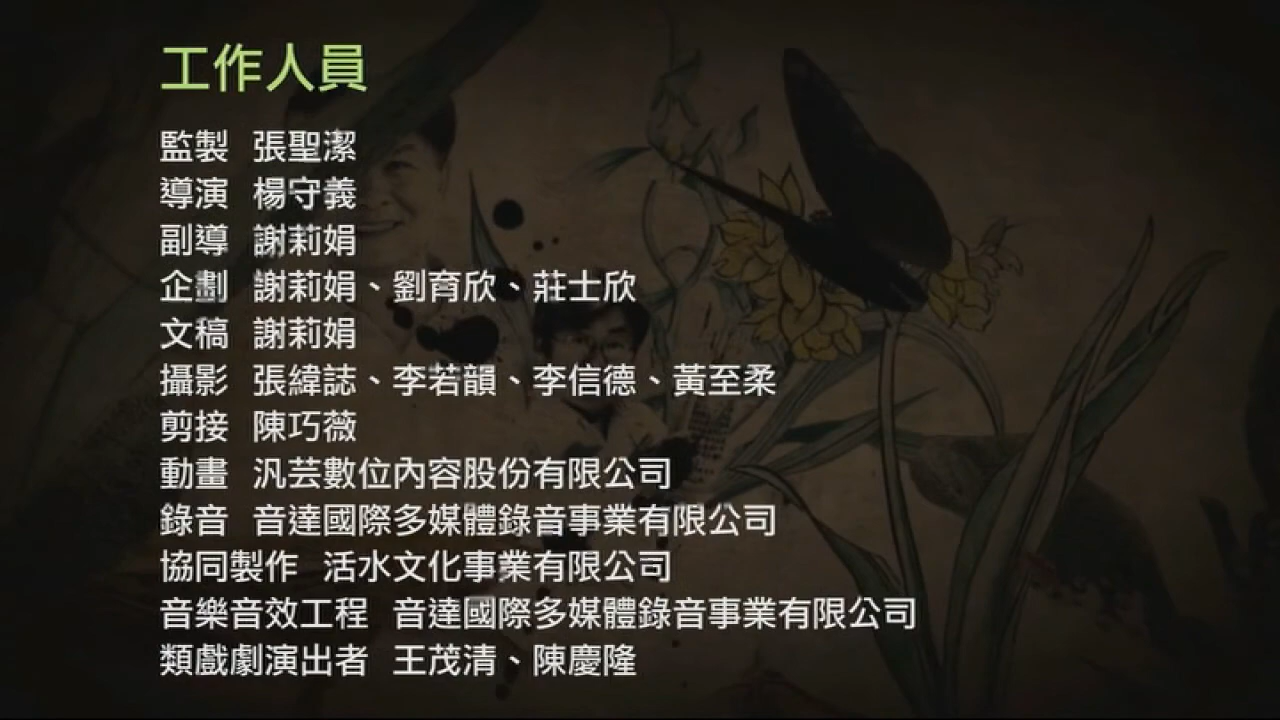 工作人員
監製 張聖潔
導演 楊守義
副導 謝莉娟
企劃 謝莉娟、劉育欣、莊士欣
文稿 謝莉娟
攝影 張緯誌、李若韻、李信德、黃至柔
剪接 陳巧薇
動畫 汎芸數位內容股份有限公司
錄音 音達國際多媒體錄音事業有限公司
協同製作 活水文化事業有限公司
音樂音效工程 音達國際多媒體錄音事業有限公司
類戲劇演出者 王茂清、陳慶隆